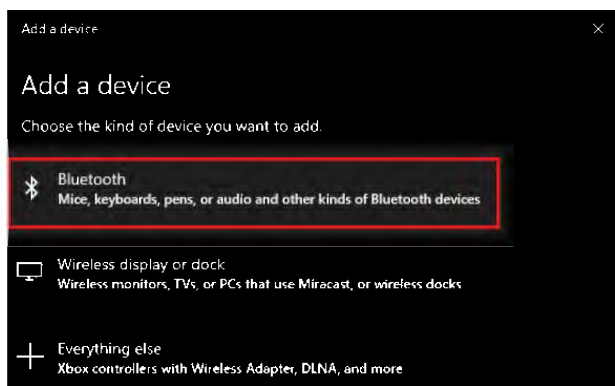 Add a device
Add a device
Choose the kind of device you want to add.
Bluetooth
Mice, keyboards, pens, or audio and other kinds of Bluetooth devices
Wireless display or dock
Wireless monitors, TVs, or PCs that use Miracast, or wireless docks
Everything else
Xbox controllers with Wireless Adapter, DLNA, and more